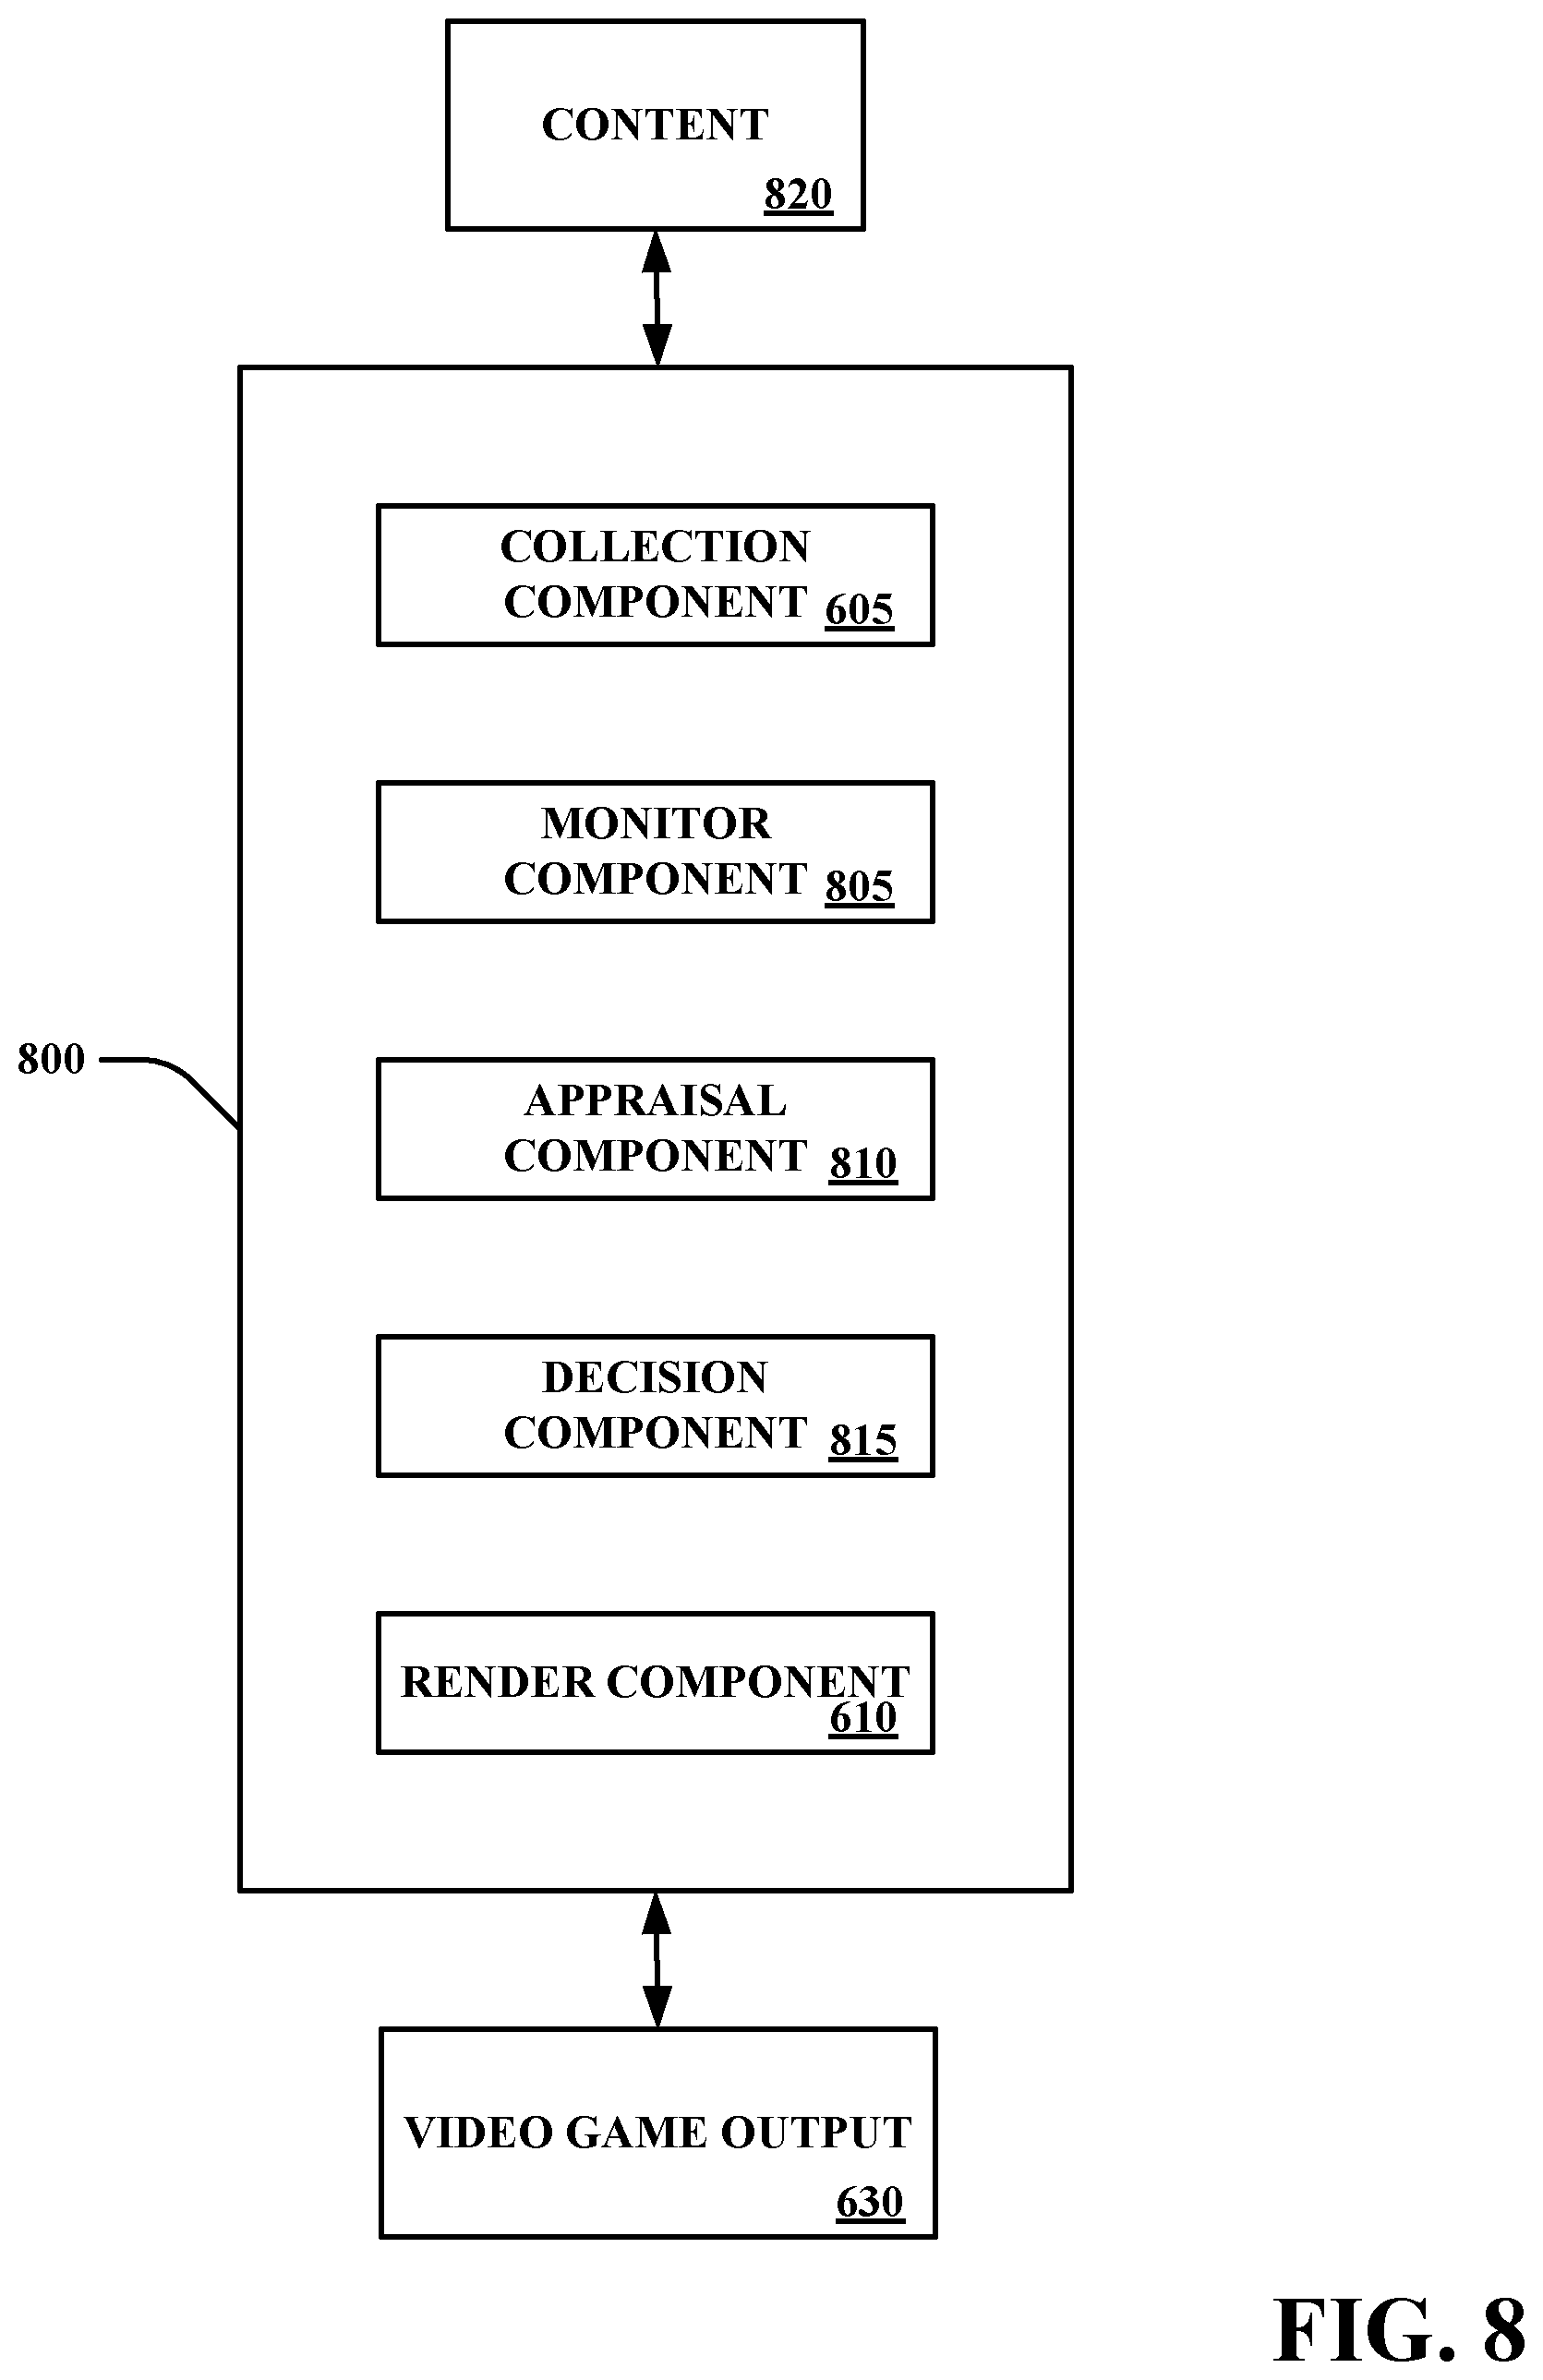 CONTENT
820
COLLECTION
COMPONENT 605
MONITOR
COMPONENT 805
800
APPRAISAL
COMPONENT 810
DECISION
COMPONENT 815
RENDER COMPONENT
610
VIDEO GAME OUTPUT
630
FIG. 8